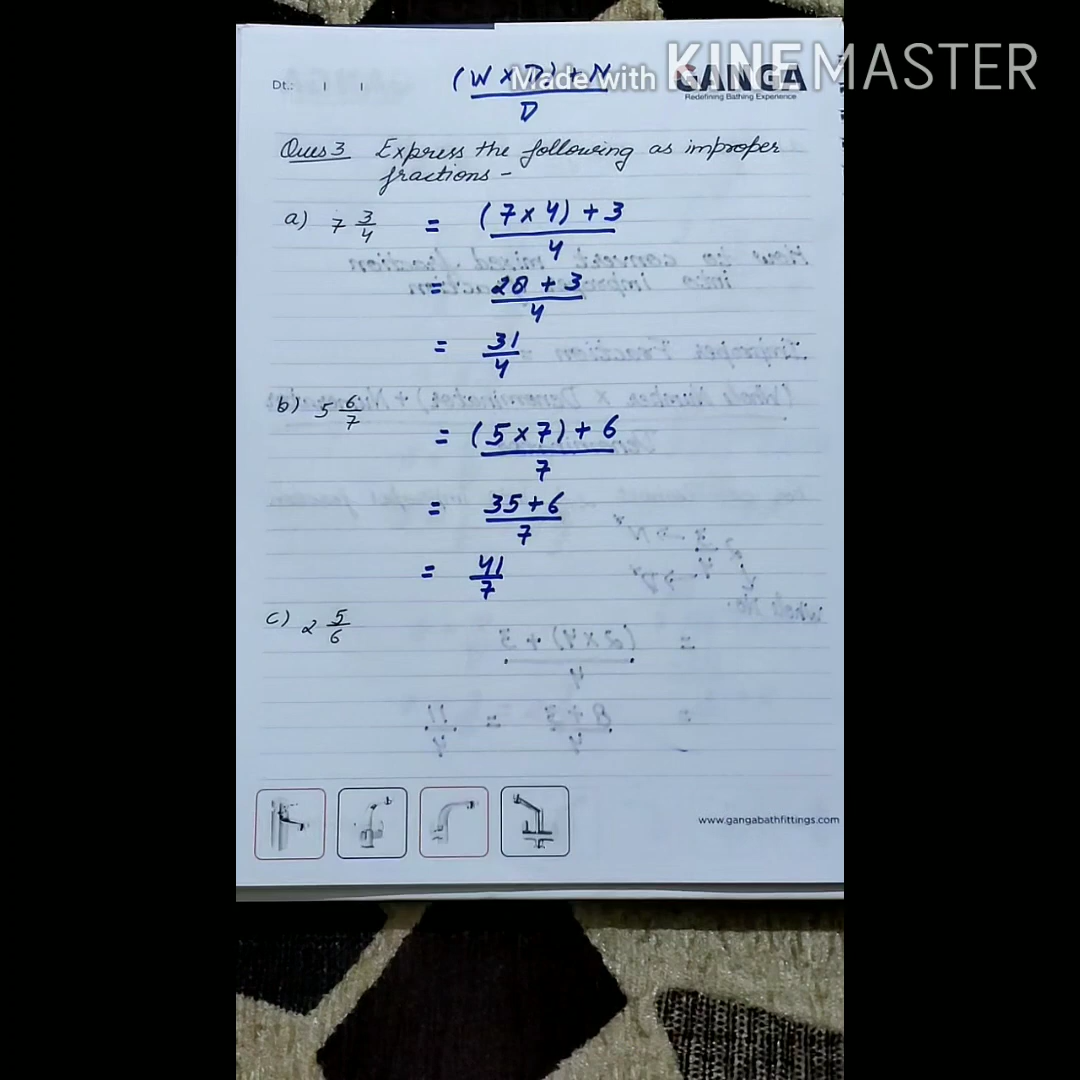 Made with KINEMASTER
(W x D) + N
D
GANGA
Redefining Bathing Experience
Dt.: I I
Ques 3 Express the following as improper
fractions -
a) 7 3/4 = (7 x 4) + 3
4
= 28 + 3
4
= 31
4
b) 5 6/7
= (5 x 7) + 6
7
= 35 + 6
7
= 41
7
c) 2 5/6
www.gangabathfittings.com